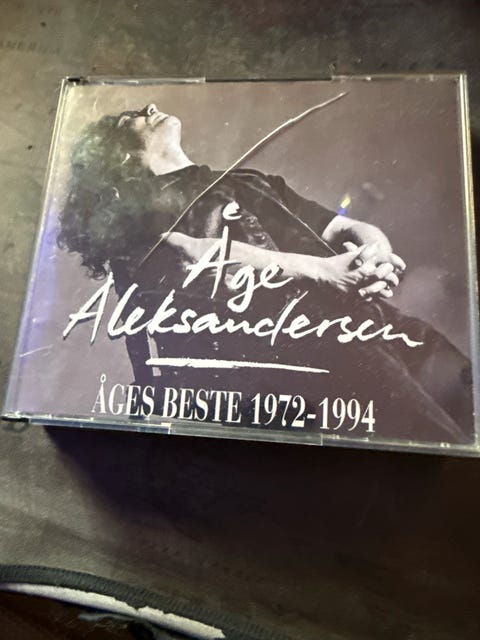 Åge
Aleksandersen
ÅGES BESTE 1972-1994